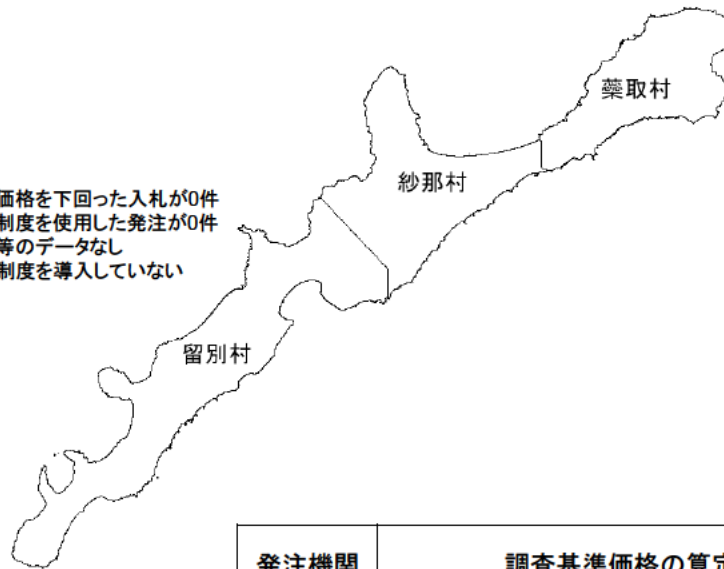 蘂取村
紗那村
価格を下回った入札が0件
制度を使用した発注が0件
等のデータなし
制度を導入していない
留別村
発注機関
調査基準価格の算定